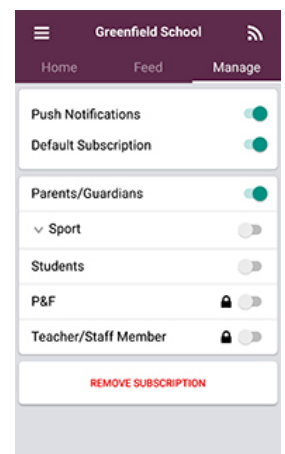 Greenfield School
Home Feed Manage
Push Notifications
Default Subscription
Parents/Guardians
Sport
Students
P&F
Teacher/Staff Member
REMOVE SUBSCRIPTION